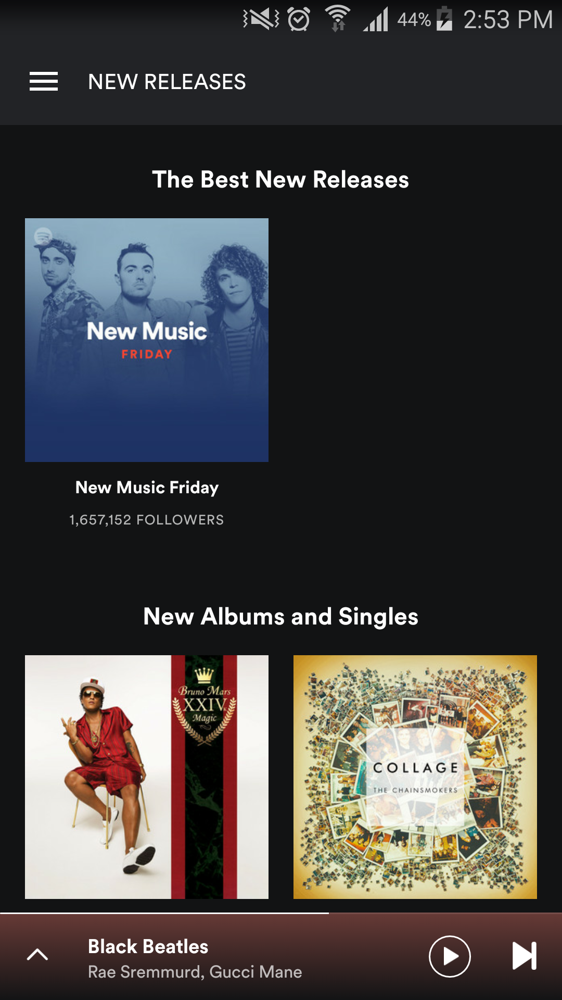 44% 2:53 PM
NEW RELEASES
The Best New Releases
New Music
FRIDAY
New Music Friday
1,657,152 FOLLOWERS
New Albums and Singles
Bruno Mars
XXIVK
Magic
COLLAGE
THE CHAINSMOKERS
Black Beatles
Rae Sremmurd, Gucci Mane